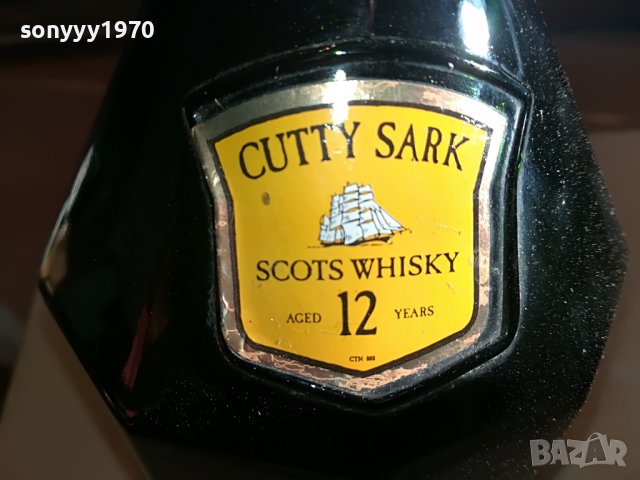 sonyyy1970
CUTTY SARK
SCOTS WHISKY
AGED 12 YEARS
BAZAR